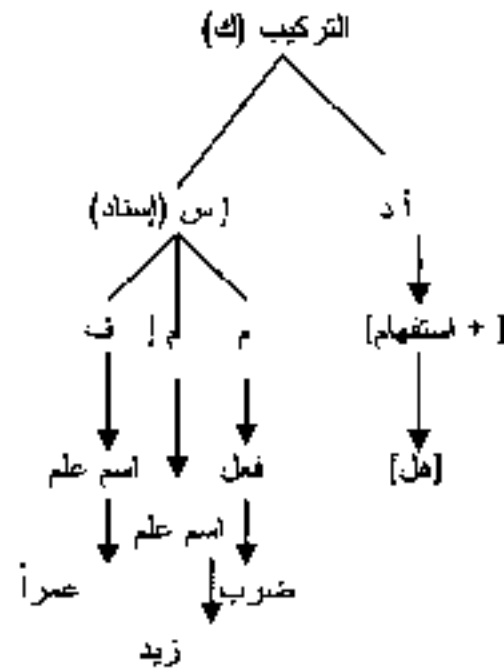 التركيب (ك)
أ د
إ س (إسناد)
[ + استفهام]
م
م إ
ف
[هل]
فعل
اسم علم
اسم علم
ضرب
عمراً
زيد